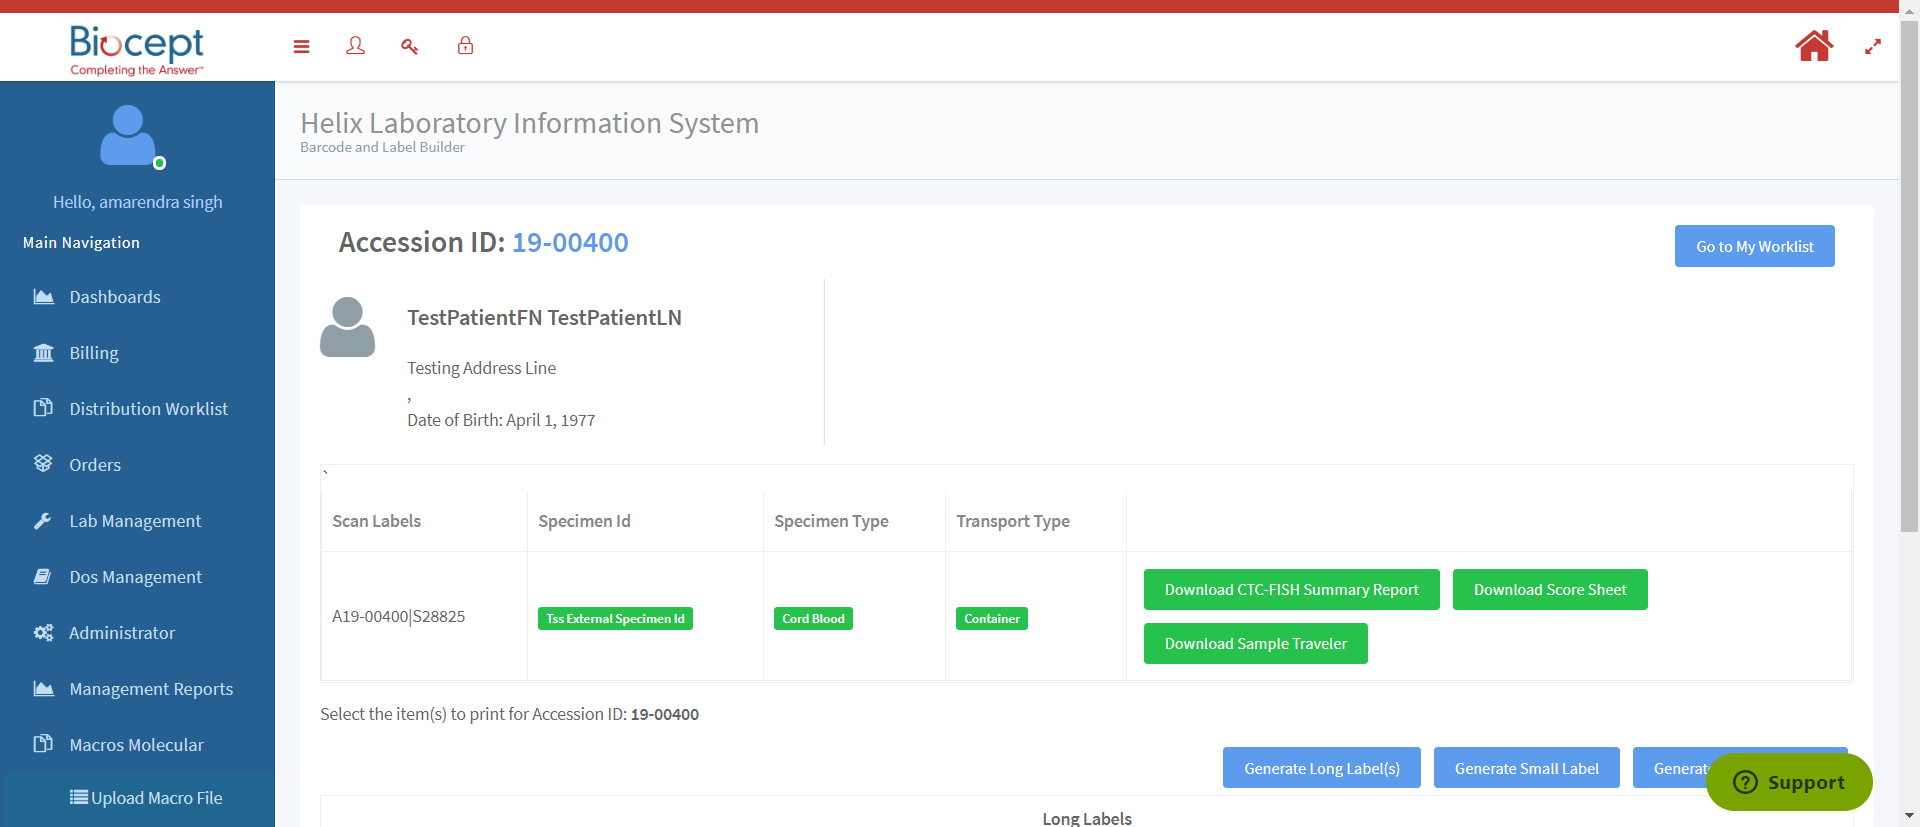 Biocept
Completing the Answer™
Hello, amarendra singh
Main Navigation
Dashboards
Billing
Distribution Worklist
Orders
Lab Management
Dos Management
Administrator
Management Reports
Macros Molecular
Upload Macro File
Helix Laboratory Information System
Barcode and Label Builder
Accession ID: 19-00400
Go to My Worklist
TestPatientFN TestPatientLN
Testing Address Line
,
Date of Birth: April 1, 1977
`
Scan Labels Specimen Id Specimen Type Transport Type
A19-00400|S28825 Tss External Specimen Id Cord Blood Container
Download CTC-FISH Summary Report Download Score Sheet
Download Sample Traveler
Select the item(s) to print for Accession ID: 19-00400
Generate Long Label(s) Generate Small Label
Support
Long Labels